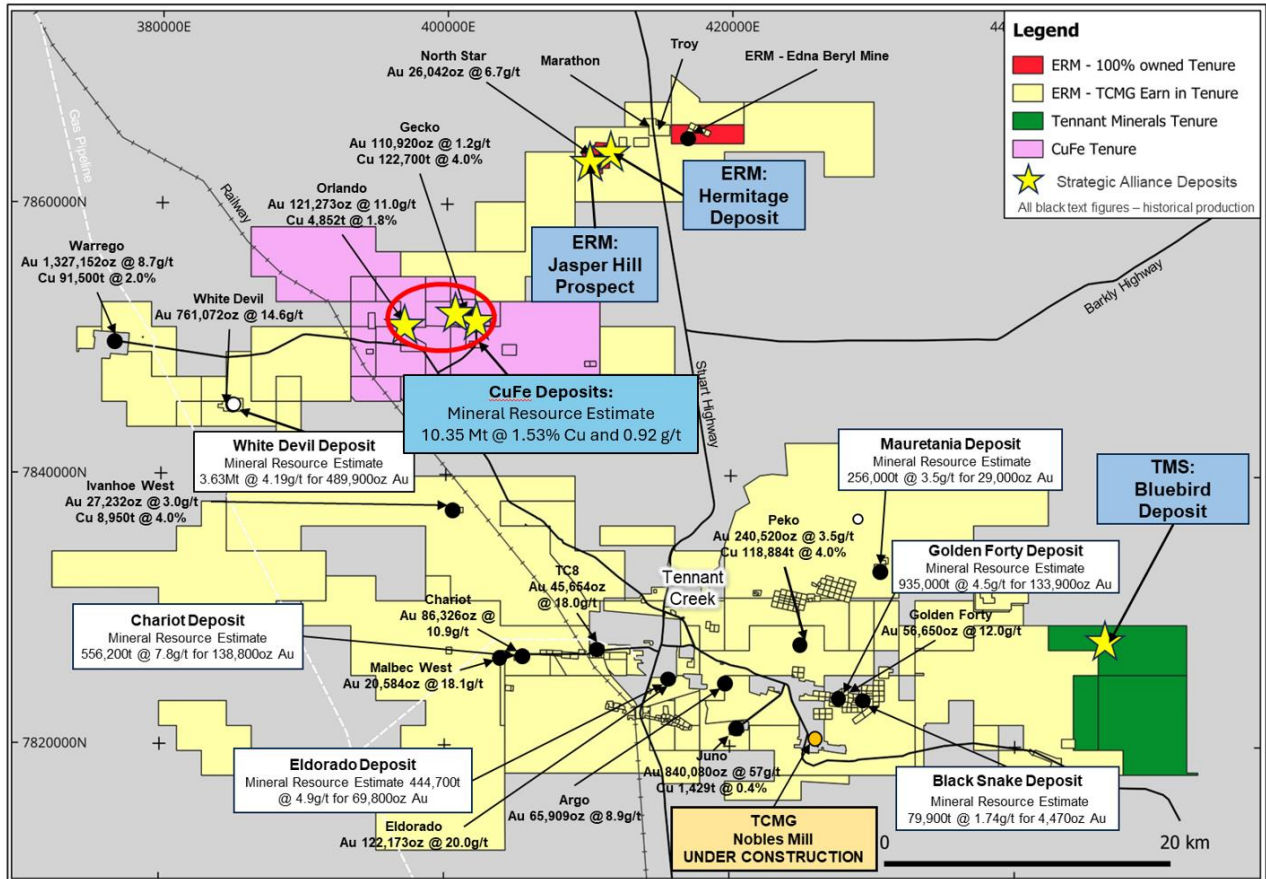 380000
400000
420000
44
Legend
ERM - 100% owned Tenure
ERM - TCMG Earn in Tenure
Tennant Minerals Tenure
CuFe Tenure
Strategic Alliance Deposits
All black text figures – historical production
North Star
Au 26,042oz @ 6.7g/t
Marathon
Troy
ERM - Edna Beryl Mine
Gas Pipeline
Railway
Gecko
Au 110,920oz @ 1.2g/t
Cu 122,700t @ 4.0%
Orlando
Au 121,273oz @ 11.0g/t
Cu 4,852t @ 1.8%
ERM:
Hermitage
Deposit
ERM:
Jasper Hill
Prospect
7860000N
Warrego
Au 1,327,152oz @ 8.7g/t
Cu 91,500t @ 2.0%
White Devil
Au 761,072oz @ 14.6g/t
Barkly Highway
Stuart Highway
CuFe Deposits:
Mineral Resource Estimate
10.35 Mt @ 1.53% Cu and 0.92 g/t
White Devil Deposit
Mineral Resource Estimate
3.63Mt @ 4.19g/t for 489,900oz Au
Mauretania Deposit
Mineral Resource Estimate
256,000t @ 3.5g/t for 29,000oz Au
TMS:
Bluebird
Deposit
7840000N
Ivanhoe West
Au 27,232oz @ 3.0g/t
Cu 8,950t @ 4.0%
Peko
Au 240,520oz @ 3.5g/t
Cu 118,884t @ 4.0%
Golden Forty Deposit
Mineral Resource Estimate
935,000t @ 4.5g/t for 133,900oz Au
Tennant
Creek
TC8
Au 45,654oz
@ 18.0g/t
Chariot
Au 86,326oz @
10.9g/t
Golden Forty
Au 56,650oz @ 12.0g/t
Chariot Deposit
Mineral Resource Estimate
556,200t @ 7.8g/t for 138,800oz Au
Malbec West
Au 20,584oz @ 18.1g/t
7820000N
Eldorado Deposit
Mineral Resource Estimate 444,700t
@ 4.9g/t for 69,800oz Au
Juno
Au 840,080oz @ 57g/t
Cu 1,429t @ 0.4%
Black Snake Deposit
Mineral Resource Estimate
79,900t @ 1.74g/t for 4,470oz Au
Argo
Au 65,909oz @ 8.9g/t
Eldorado
Au 122,173oz @ 20.0g/t
TCMG
Nobles Mill
UNDER CONSTRUCTION
0
20 km